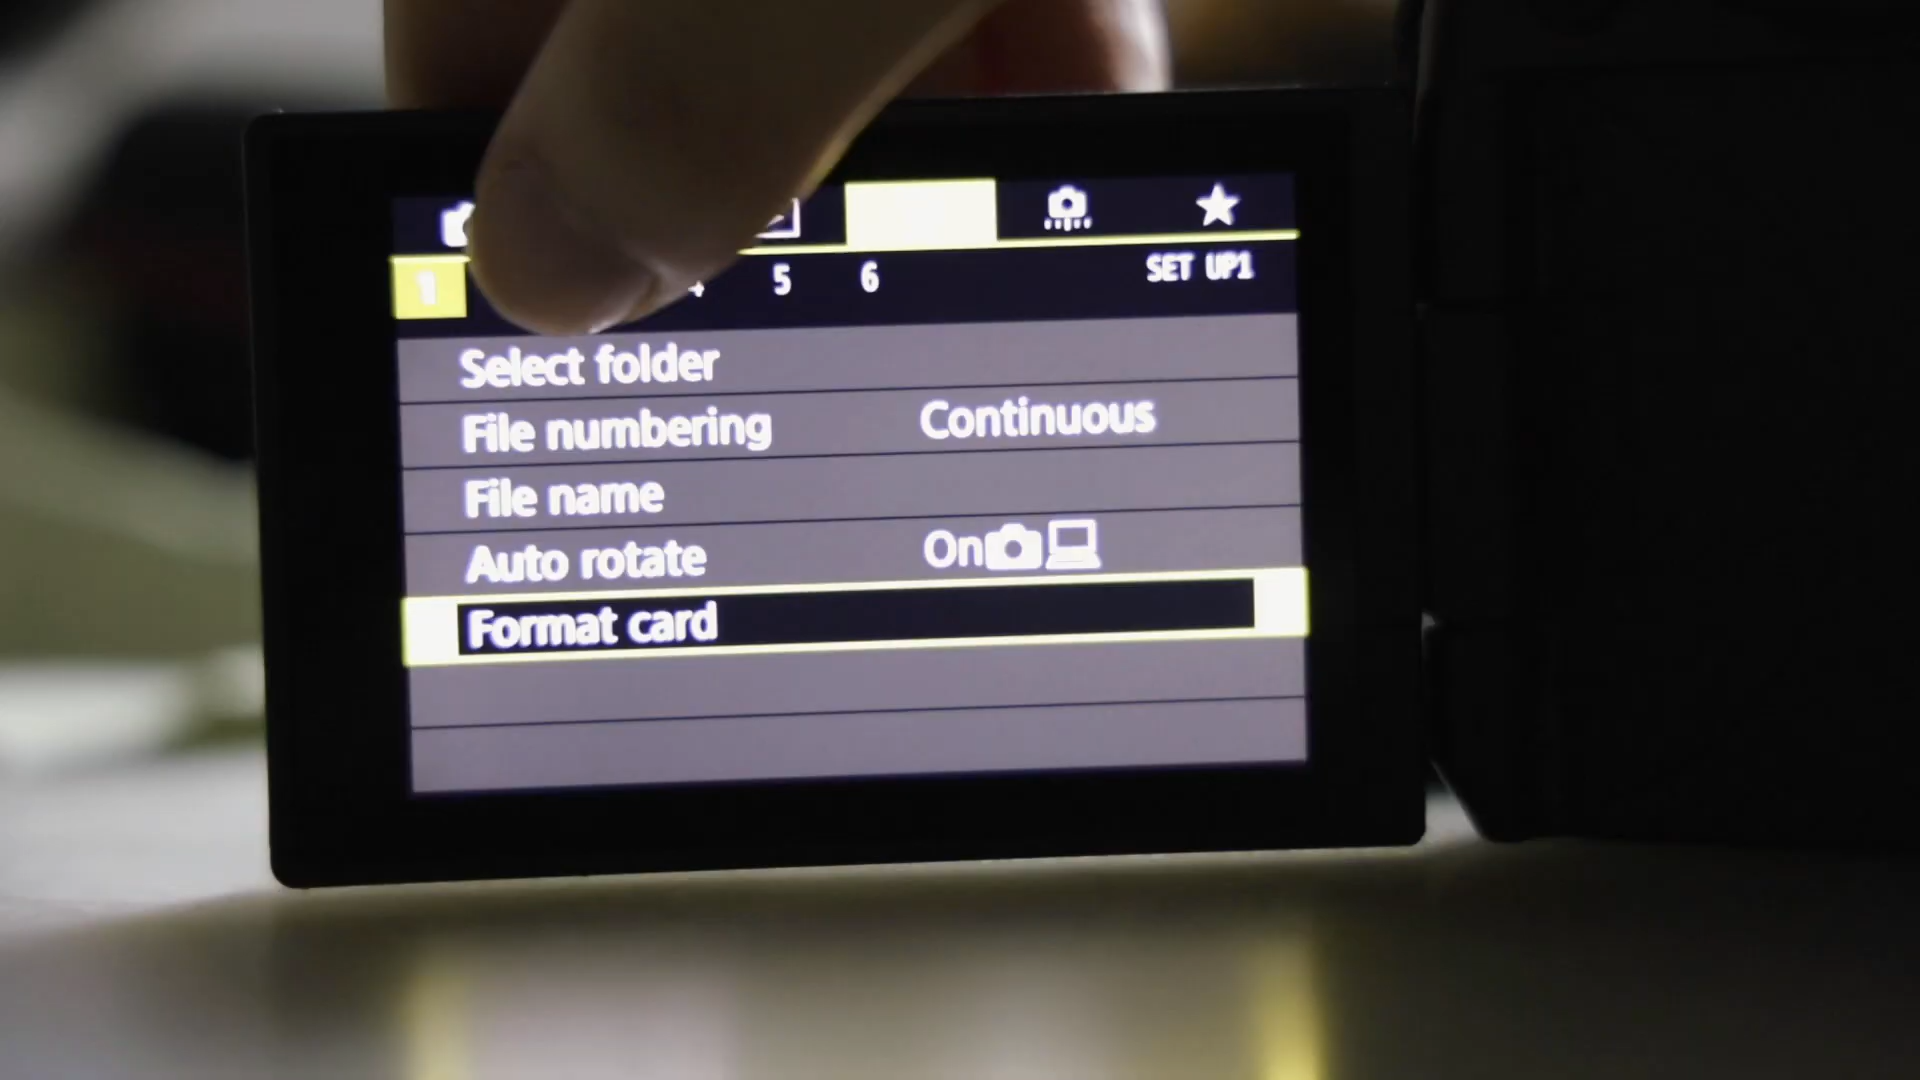 1 5 6 SET UP1
Select folder
File numbering Continuous
File name
Auto rotate On
Format card